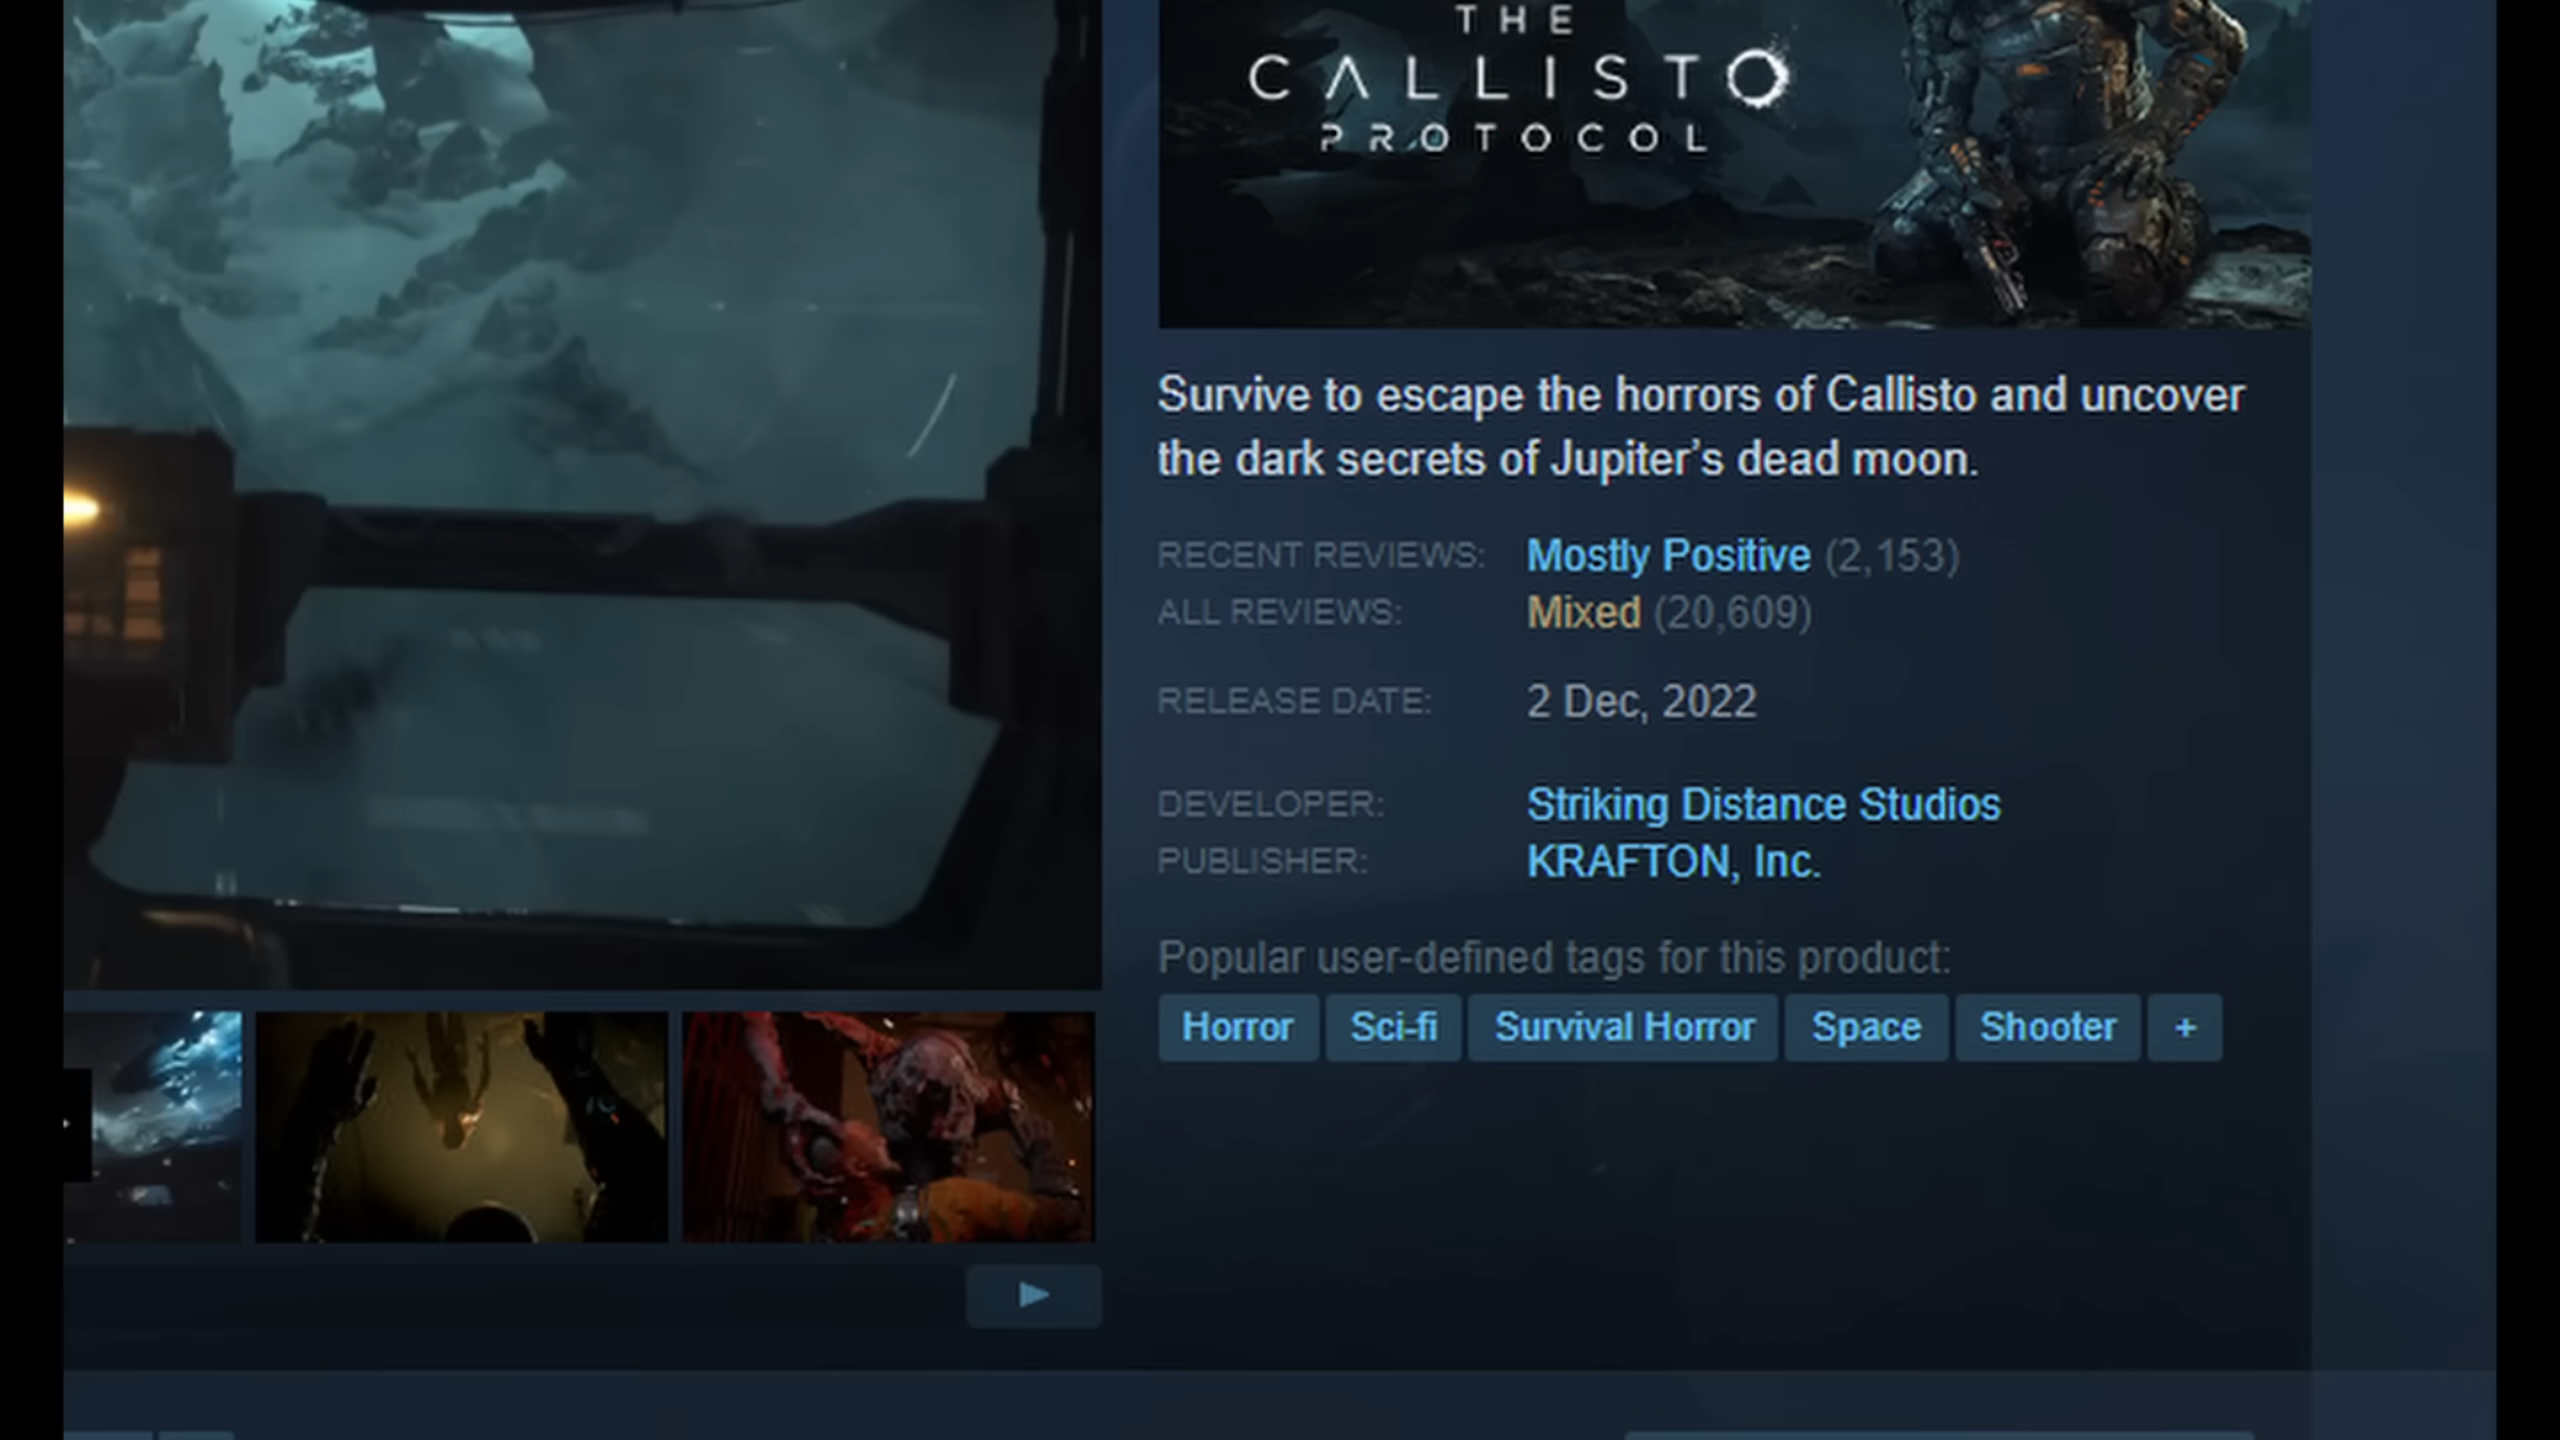 THE
CALLISTO
PROTOCOL
Survive to escape the horrors of Callisto and uncover
the dark secrets of Jupiter’s dead moon.
RECENT REVIEWS: Mostly Positive (2,153)
ALL REVIEWS: Mixed (20,609)
RELEASE DATE: 2 Dec, 2022
DEVELOPER: Striking Distance Studios
PUBLISHER: KRAFTON, Inc.
Popular user-defined tags for this product:
Horror Sci-fi Survival Horror Space Shooter +